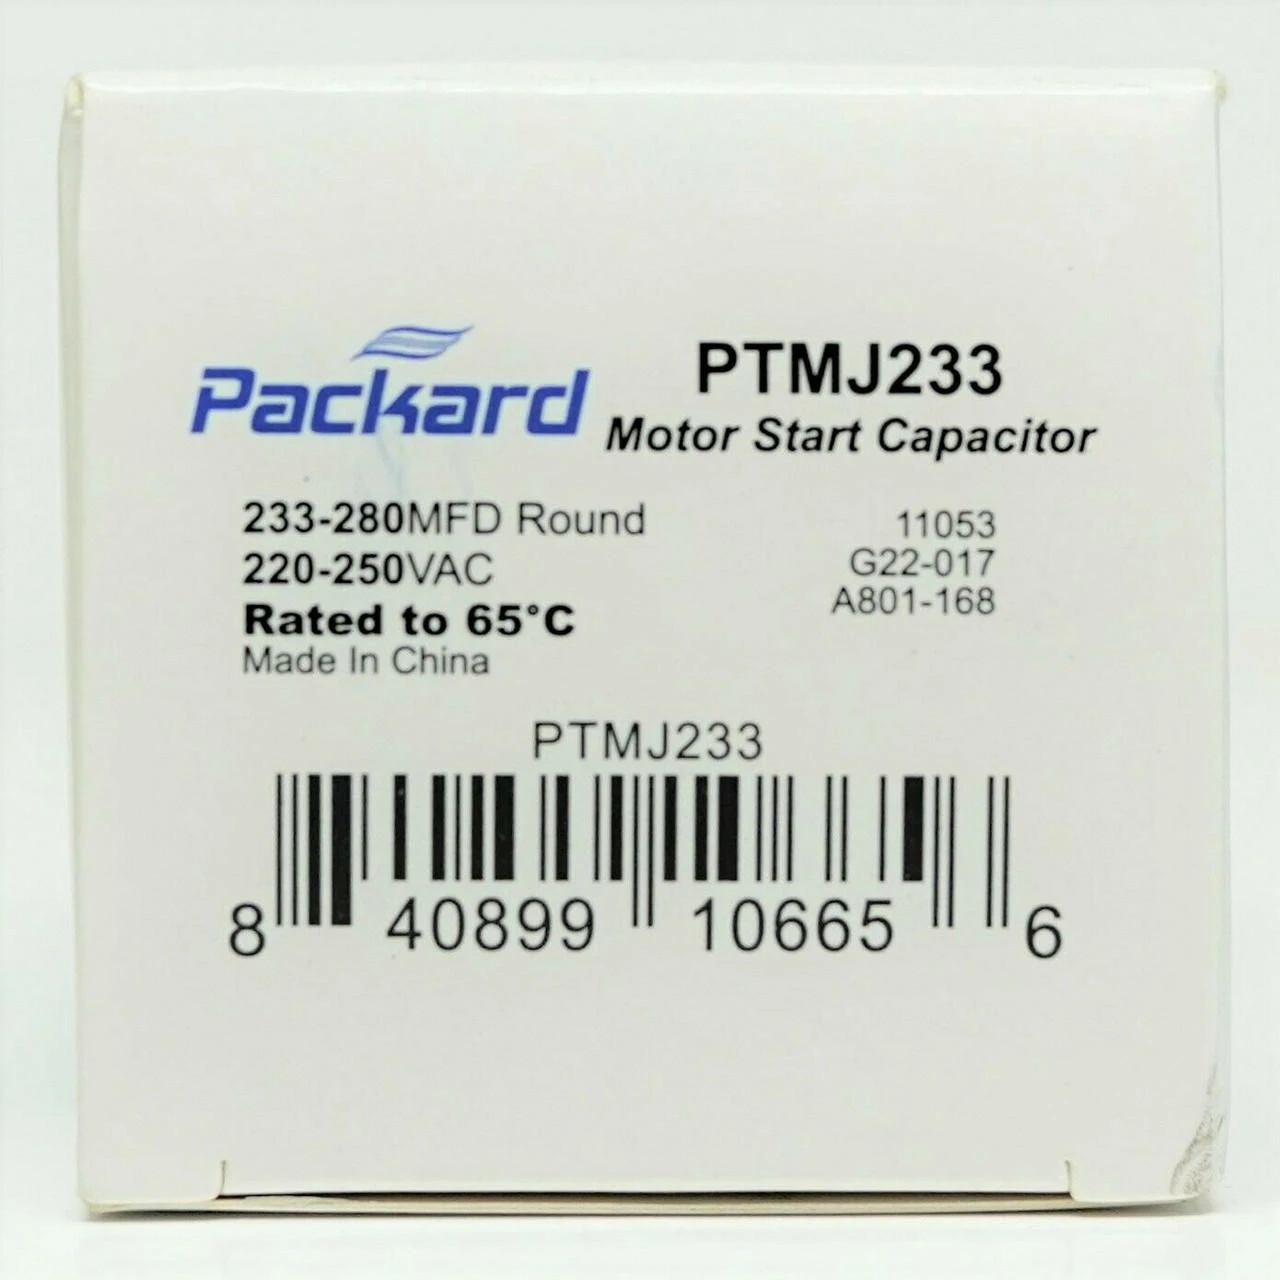 Packard
PTMJ233
Motor Start Capacitor
233-280MFD Round
220-250VAC
Rated to 65°C
Made In China
11053
G22-017
A801-168
PTMJ233
8 40899 10665 6